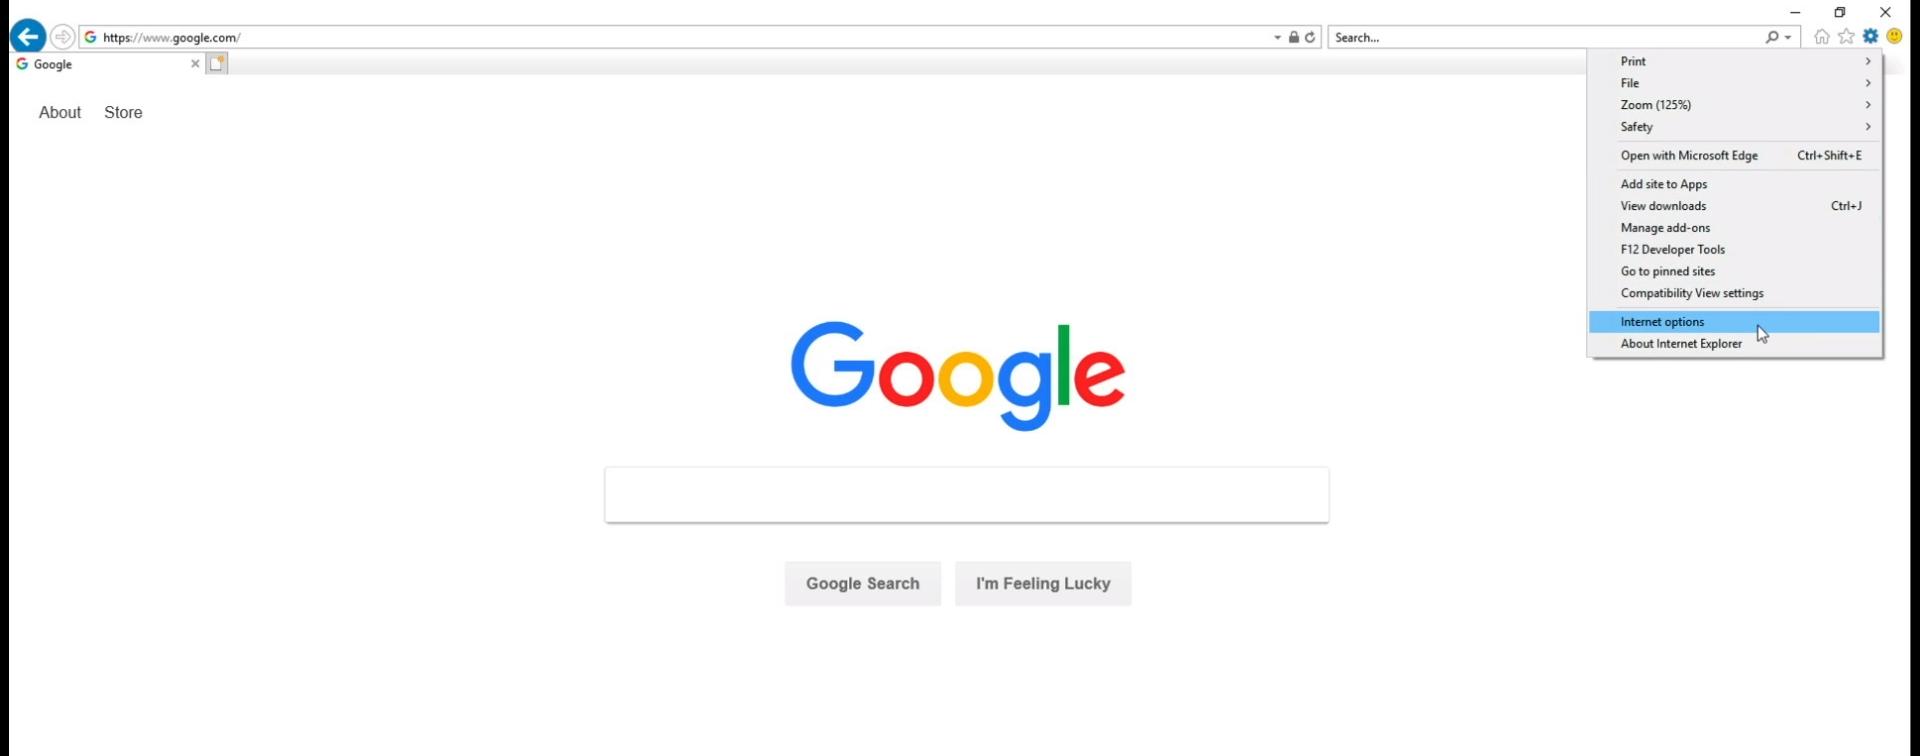 https://www.google.com/
Search...
Google
About Store
Print
File
Zoom (125%)
Safety
Open with Microsoft Edge Ctrl+Shift+E
Add site to Apps
View downloads Ctrl+J
Manage add-ons
F12 Developer Tools
Go to pinned sites
Compatibility View settings
Internet options
About Internet Explorer
Google
Google Search I'm Feeling Lucky